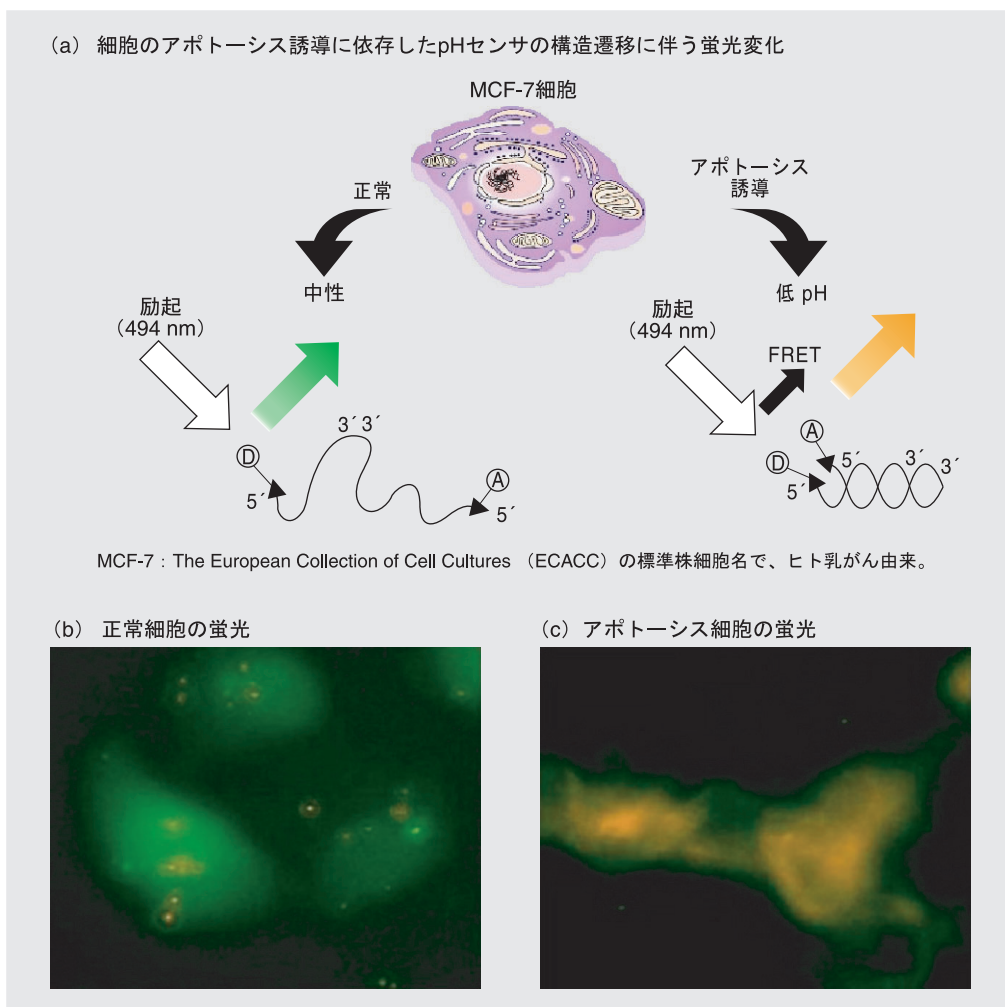 (a) 細胞のアポトーシス誘導に依存したpHセンサの構造遷移に伴う蛍光変化
MCF-7細胞
正常
アポトーシス
誘導
中性
低 pH
励起
（494 nm）
励起
（494 nm）
FRET
D
5´
3´ 3´
A
5´
A
D
5´
5´
3´
3´
MCF-7 : The European Collection of Cell Cultures （ECACC）の標準株細胞名で、ヒト乳がん由来。
(b) 正常細胞の蛍光
(c) アポトーシス細胞の蛍光